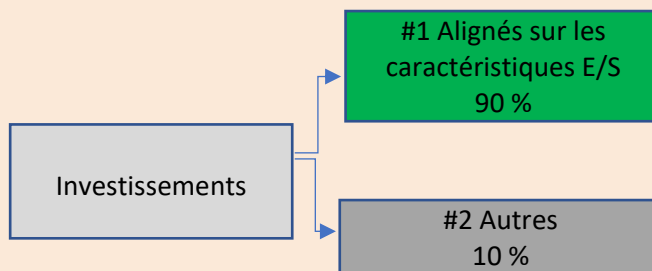 #1 Alignés sur les
caractéristiques E/S
90 %
Investissements
#2 Autres
10 %